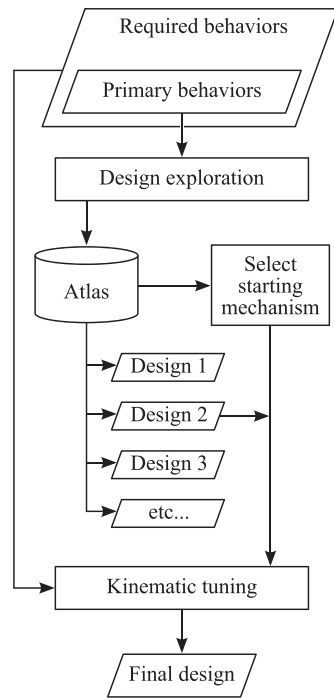 Required behaviors
Primary behaviors
Design exploration
Atlas
Select
starting
mechanism
Design 1
Design 2
Design 3
etc...
Kinematic tuning
Final design